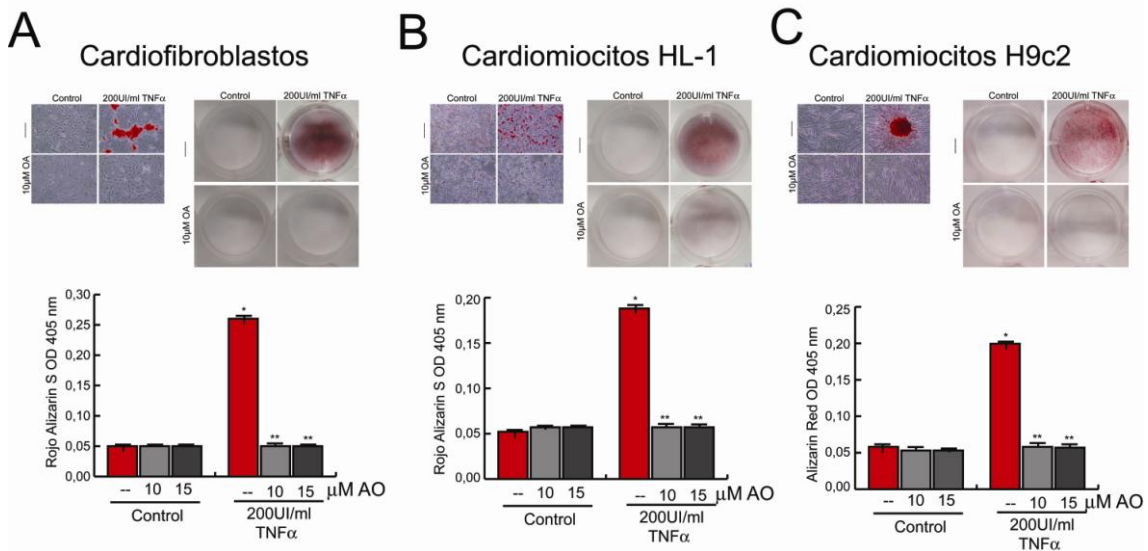 A
Cardiofibroblastos
Control
200UI/ml TNFα
Control
200UI/ml TNFα
—
10µM OA
—
10µM OA
Rojo Alizarin S OD 405 nm
0,30
0,25
0,20
0,15
0,10
0,05
0,00
*
**
**
-- 10 15 -- 10 15 µM AO
Control
200UI/ml
TNFα
B
Cardiomiocitos HL-1
Control
200UI/ml TNFα
Control
200UI/ml TNFα
—
10µM OA
—
10µM OA
Rojo Alizarin S OD 405 nm
0,20
0,15
0,10
0,05
0,00
*
**
**
-- 10 15 -- 10 15 µM AO
Control
200UI/ml
TNFα
C
Cardiomiocitos H9c2
Control
200UI/ml TNFα
Control
200UI/ml TNFα
—
10µM OA
—
10µM OA
Alizarin Red OD 405 nm
0,25
0,20
0,15
0,10
0,05
0,00
*
**
**
-- 10 15 -- 10 15 µM AO
Control
200UI/ml
TNFα